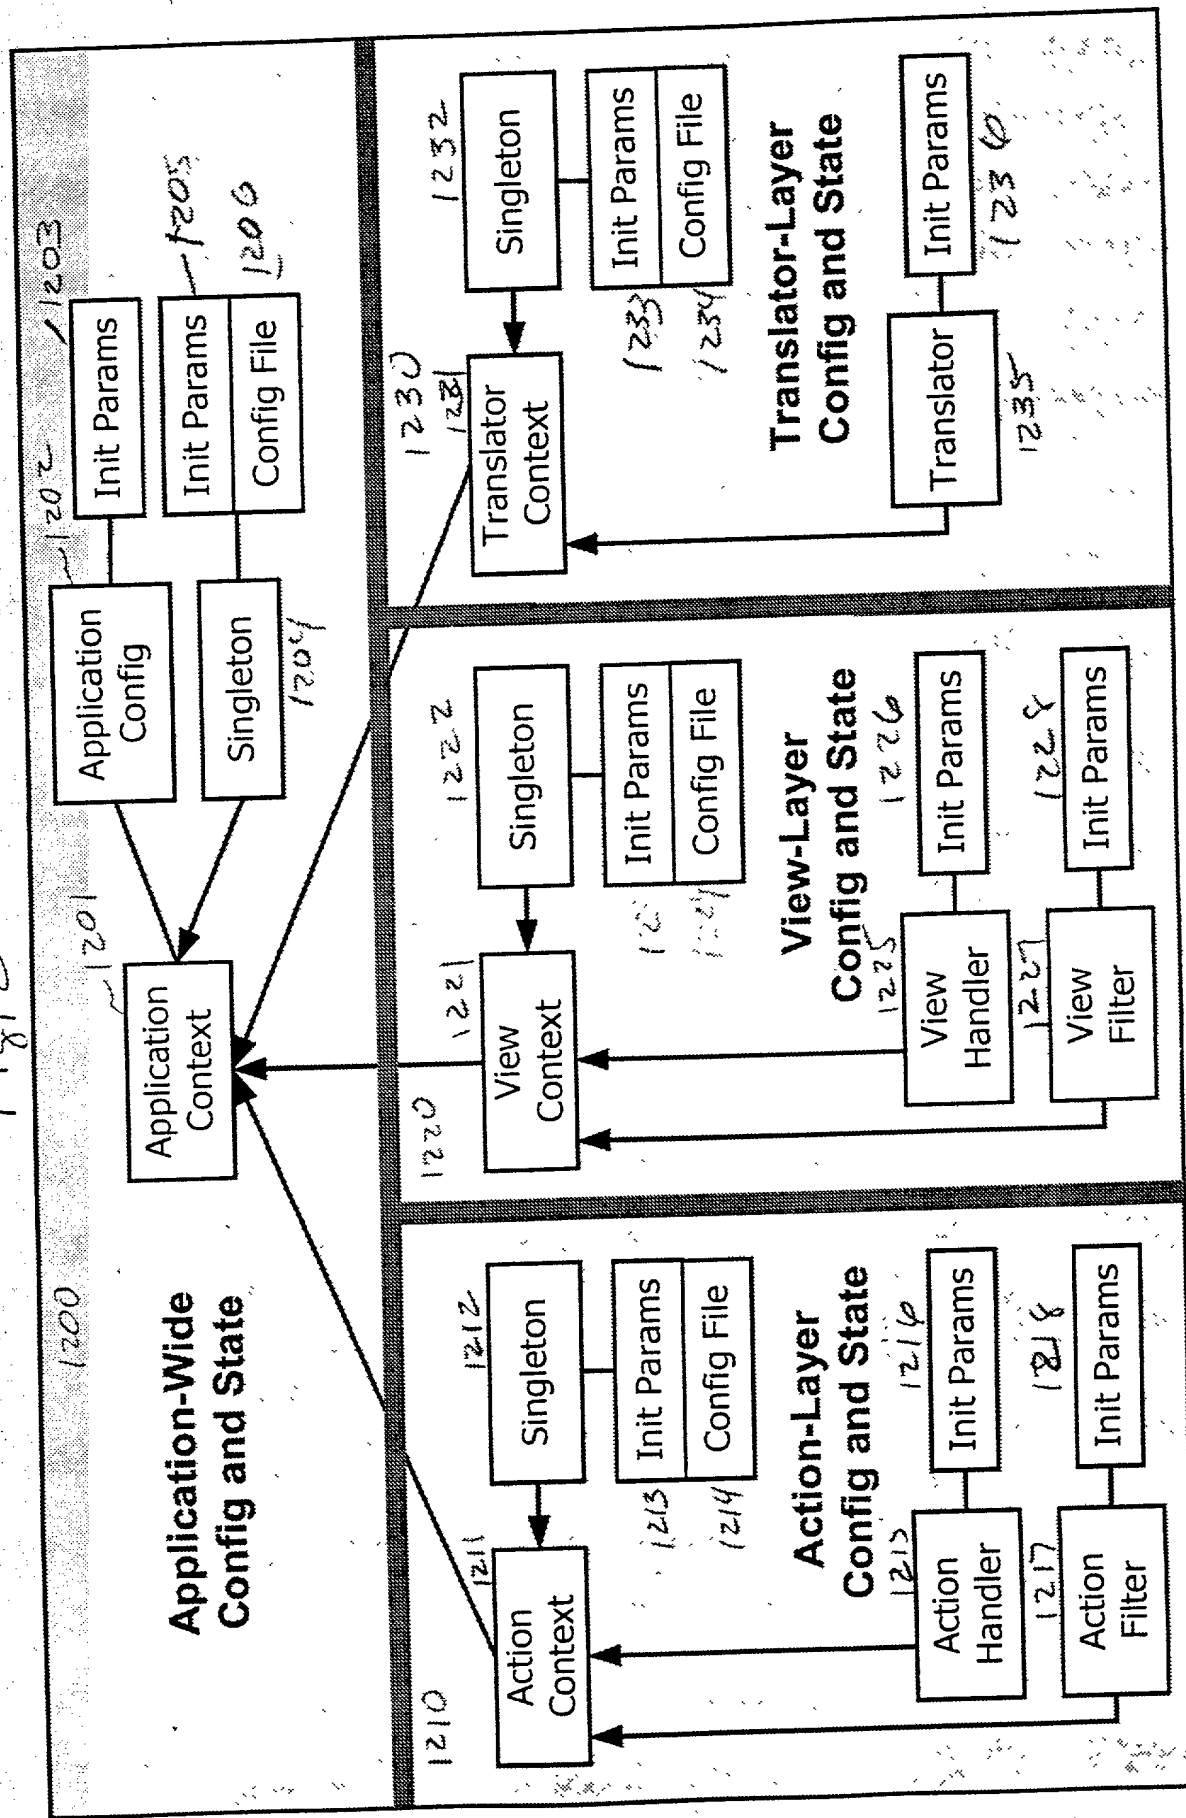 Fig 12
1200
Application-Wide
Config and State
1201
Application
Context
1202
Application
Config
1203
Init Params
Singleton
1204
Init Params
1205
Config File
1206
1210
1211
Action
Context
1212
Singleton
1213
Init Params
1214
Config File
Action-Layer
Config and State
1215
Action
Handler
1216
Init Params
1217
Action
Filter
1218
Init Params
1220
1221
View
Context
1222
Singleton
Init Params
1224
Config File
View-Layer
Config and State
1225
View
Handler
1226
Init Params
1227
View
Filter
1228
Init Params
1230
1231
Translator
Context
1232
Singleton
1233
Init Params
1234
Config File
Translator-Layer
Config and State
Translator
1235
Init Params
1236